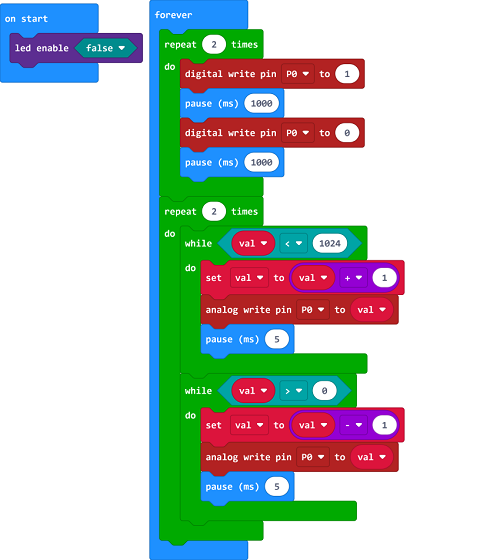 on start
led enable false
forever
repeat 2 times
do
digital write pin P0 to 1
pause (ms) 1000
digital write pin P0 to 0
pause (ms) 1000
repeat 2 times
do
while val < 1024
do
set val to val + 1
analog write pin P0 to val
pause (ms) 5
while val > 0
do
set val to val - 1
analog write pin P0 to val
pause (ms) 5